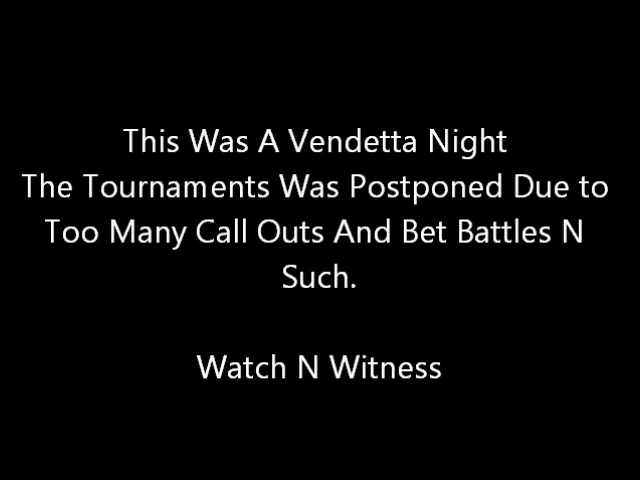 This Was A Vendetta Night
The Tournaments Was Postponed Due to
Too Many Call Outs And Bet Battles N
Such.
Watch N Witness